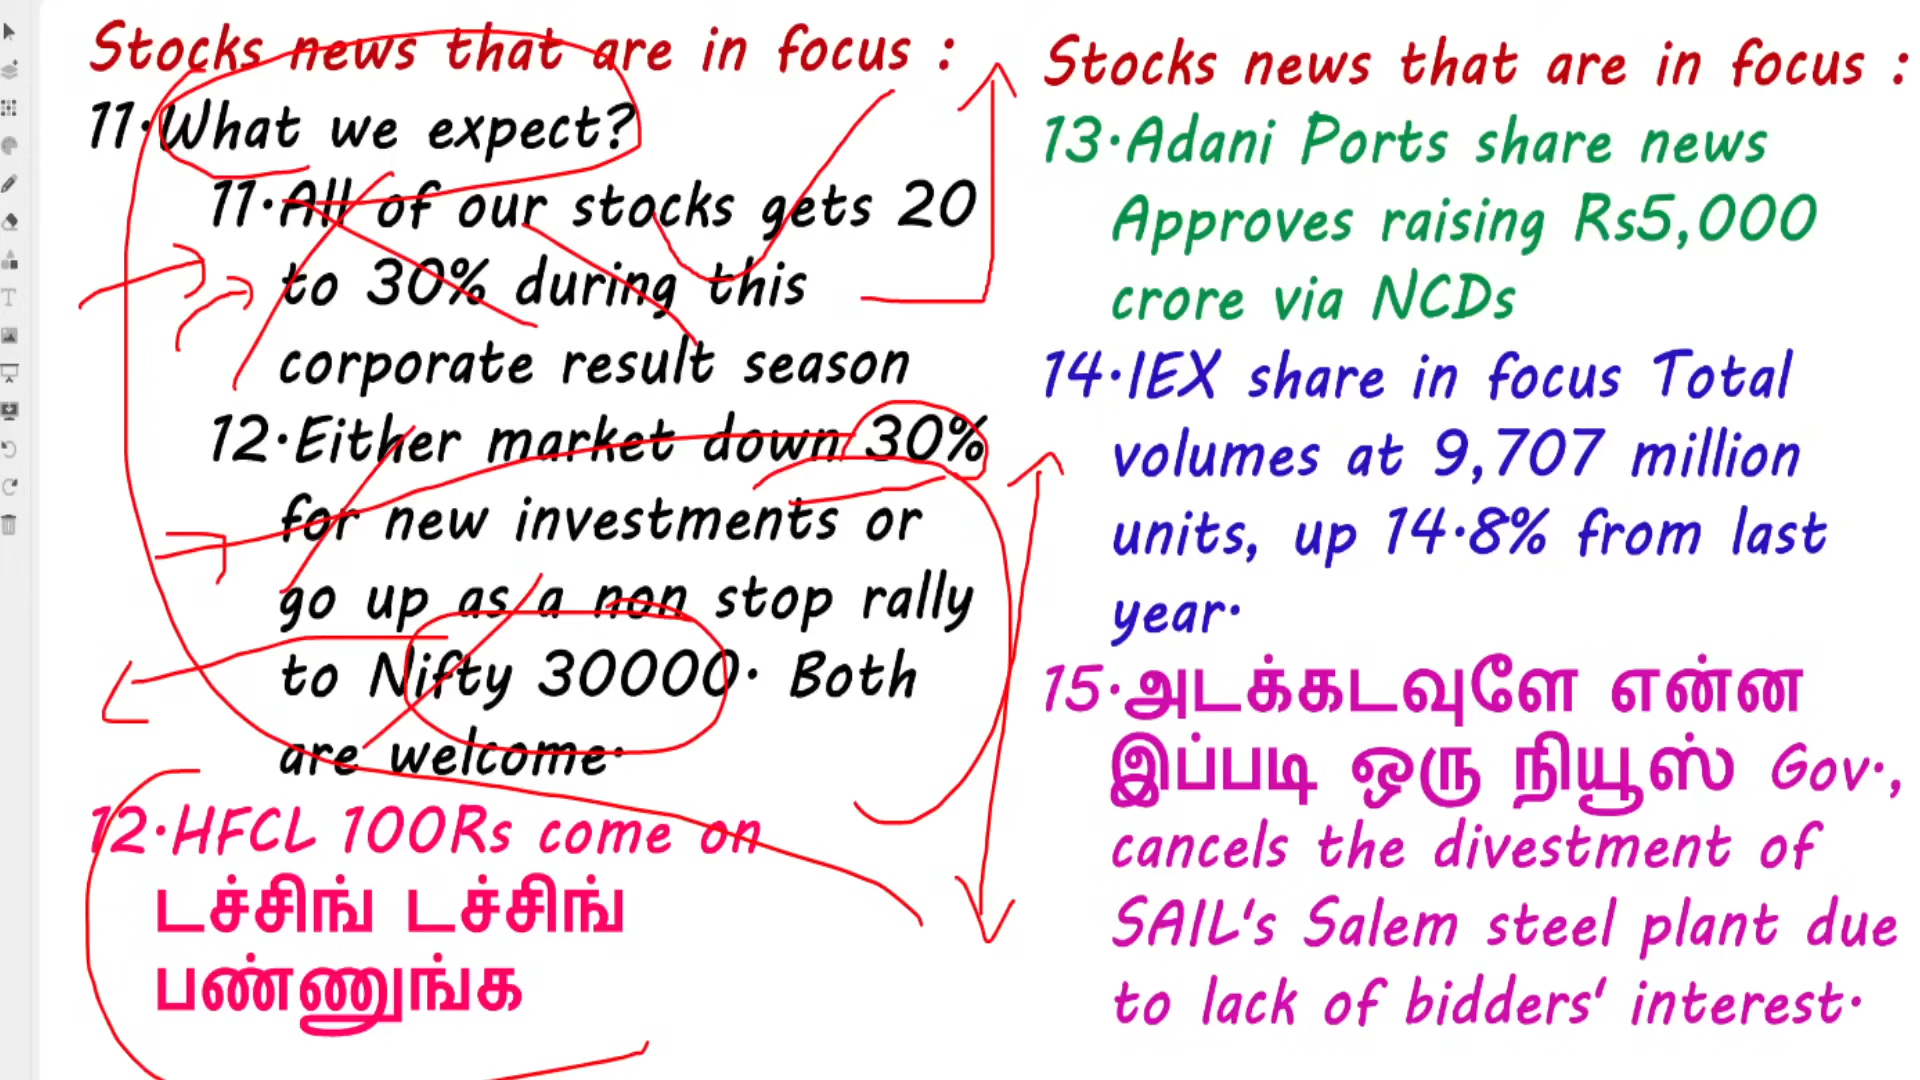 Stocks news that are in focus :
11.What we expect?
11.All of our stocks gets 20
to 30% during this
corporate result season
12.Either market down 30%
for new investments or
go up as a non stop rally
to Nifty 30000. Both
are welcome.
12.HFCL 100Rs come on
டச்சிங் டச்சிங்
பண்ணுங்க
Stocks news that are in focus :
13.Adani Ports share news
Approves raising Rs5,000
crore via NCDs
14.IEX share in focus Total
volumes at 9,707 million
units, up 14.8% from last
year.
15.அடக்கடவுளே என்ன
இப்படி ஒரு நியூஸ் Gov.,
cancels the divestment of
SAIL's Salem steel plant due
to lack of bidders' interest.